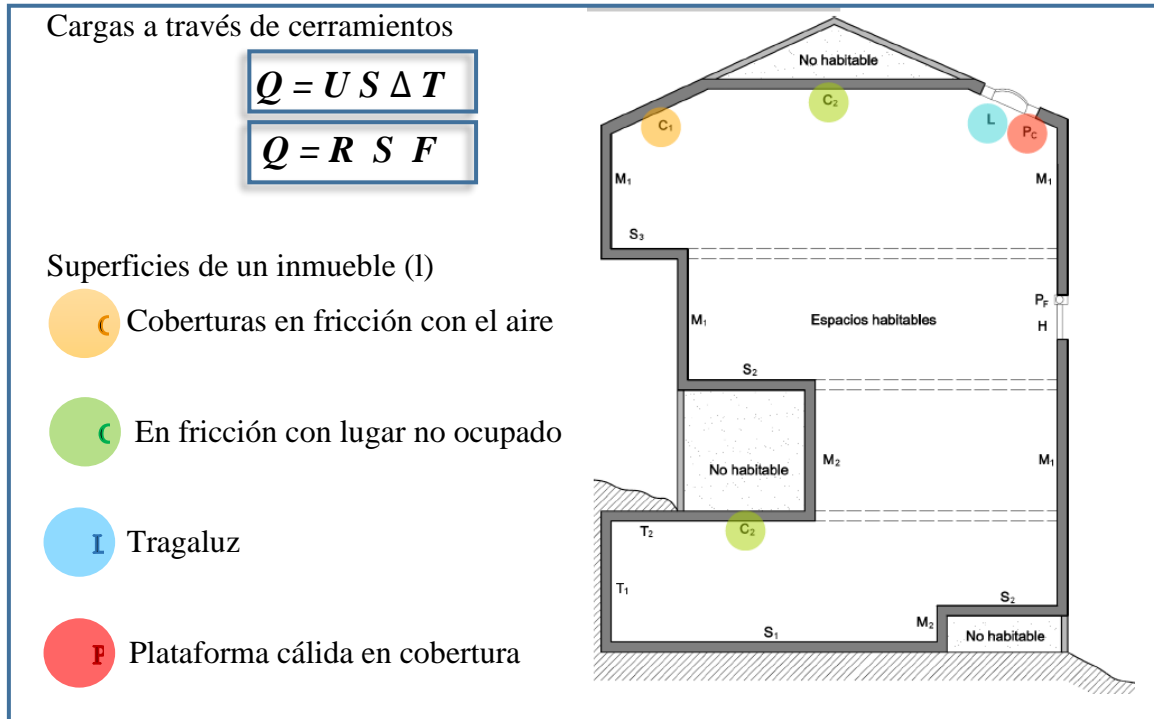 Cargas a través de cerramientos
Q = U S Δ T
Q = R S F
Superficies de un inmueble (l)
C Coberturas en fricción con el aire
C En fricción con lugar no ocupado
L Tragaluz
P Plataforma cálida en cobertura
No habitable
C₁
C₂
L
P_C
M₁
M₁
S₃
P_F
M₁
Espacios habitables
H
S₂
No habitable
M₂
M₁
T₂
C₂
T₁
S₂
S₁
M₂
No habitable